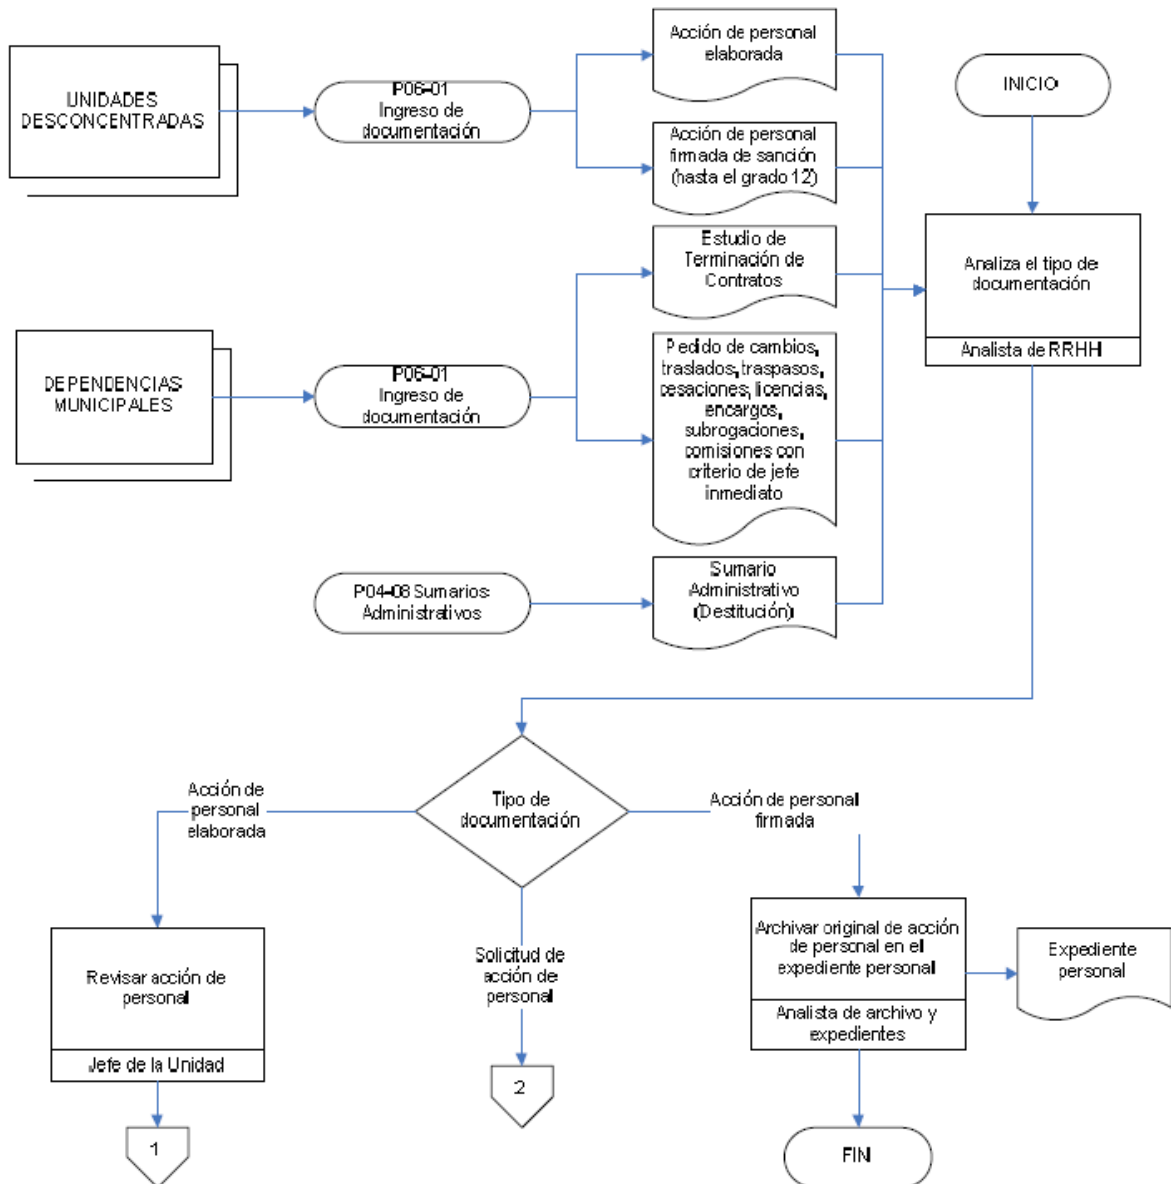 UNIDADES
DESCONCENTRADAS
P06-01
Ingreso de
documentación
Acción de personal
elaborada
Acción de personal
firmada de sanción
(hasta el grado 12)
INICIO
Estudio de
Terminación de
Contratos
Analiza el tipo de
documentación
Analista de RRHH
DEPENDENCIAS
MUNICIPALES
P06-01
Ingreso de
documentación
Pedido de cambios,
traslados, traspasos,
cesaciones, licencias,
encargos,
subrogaciones,
comisiones con
criterio de jefe
inmediato
P04-08 Sumarios
Administrativos
Sumario
Administrativo
(Destitución)
Tipo de
documentación
Acción de
personal
elaborada
Acción de personal
firmada
Revisar acción de
personal
Jefe de la Unidad
1
Solicitud de
acción de
personal
2
Archivar original de acción
de personal en el
expediente personal
Analista de archivo y
expedientes
Expediente
personal
FIN